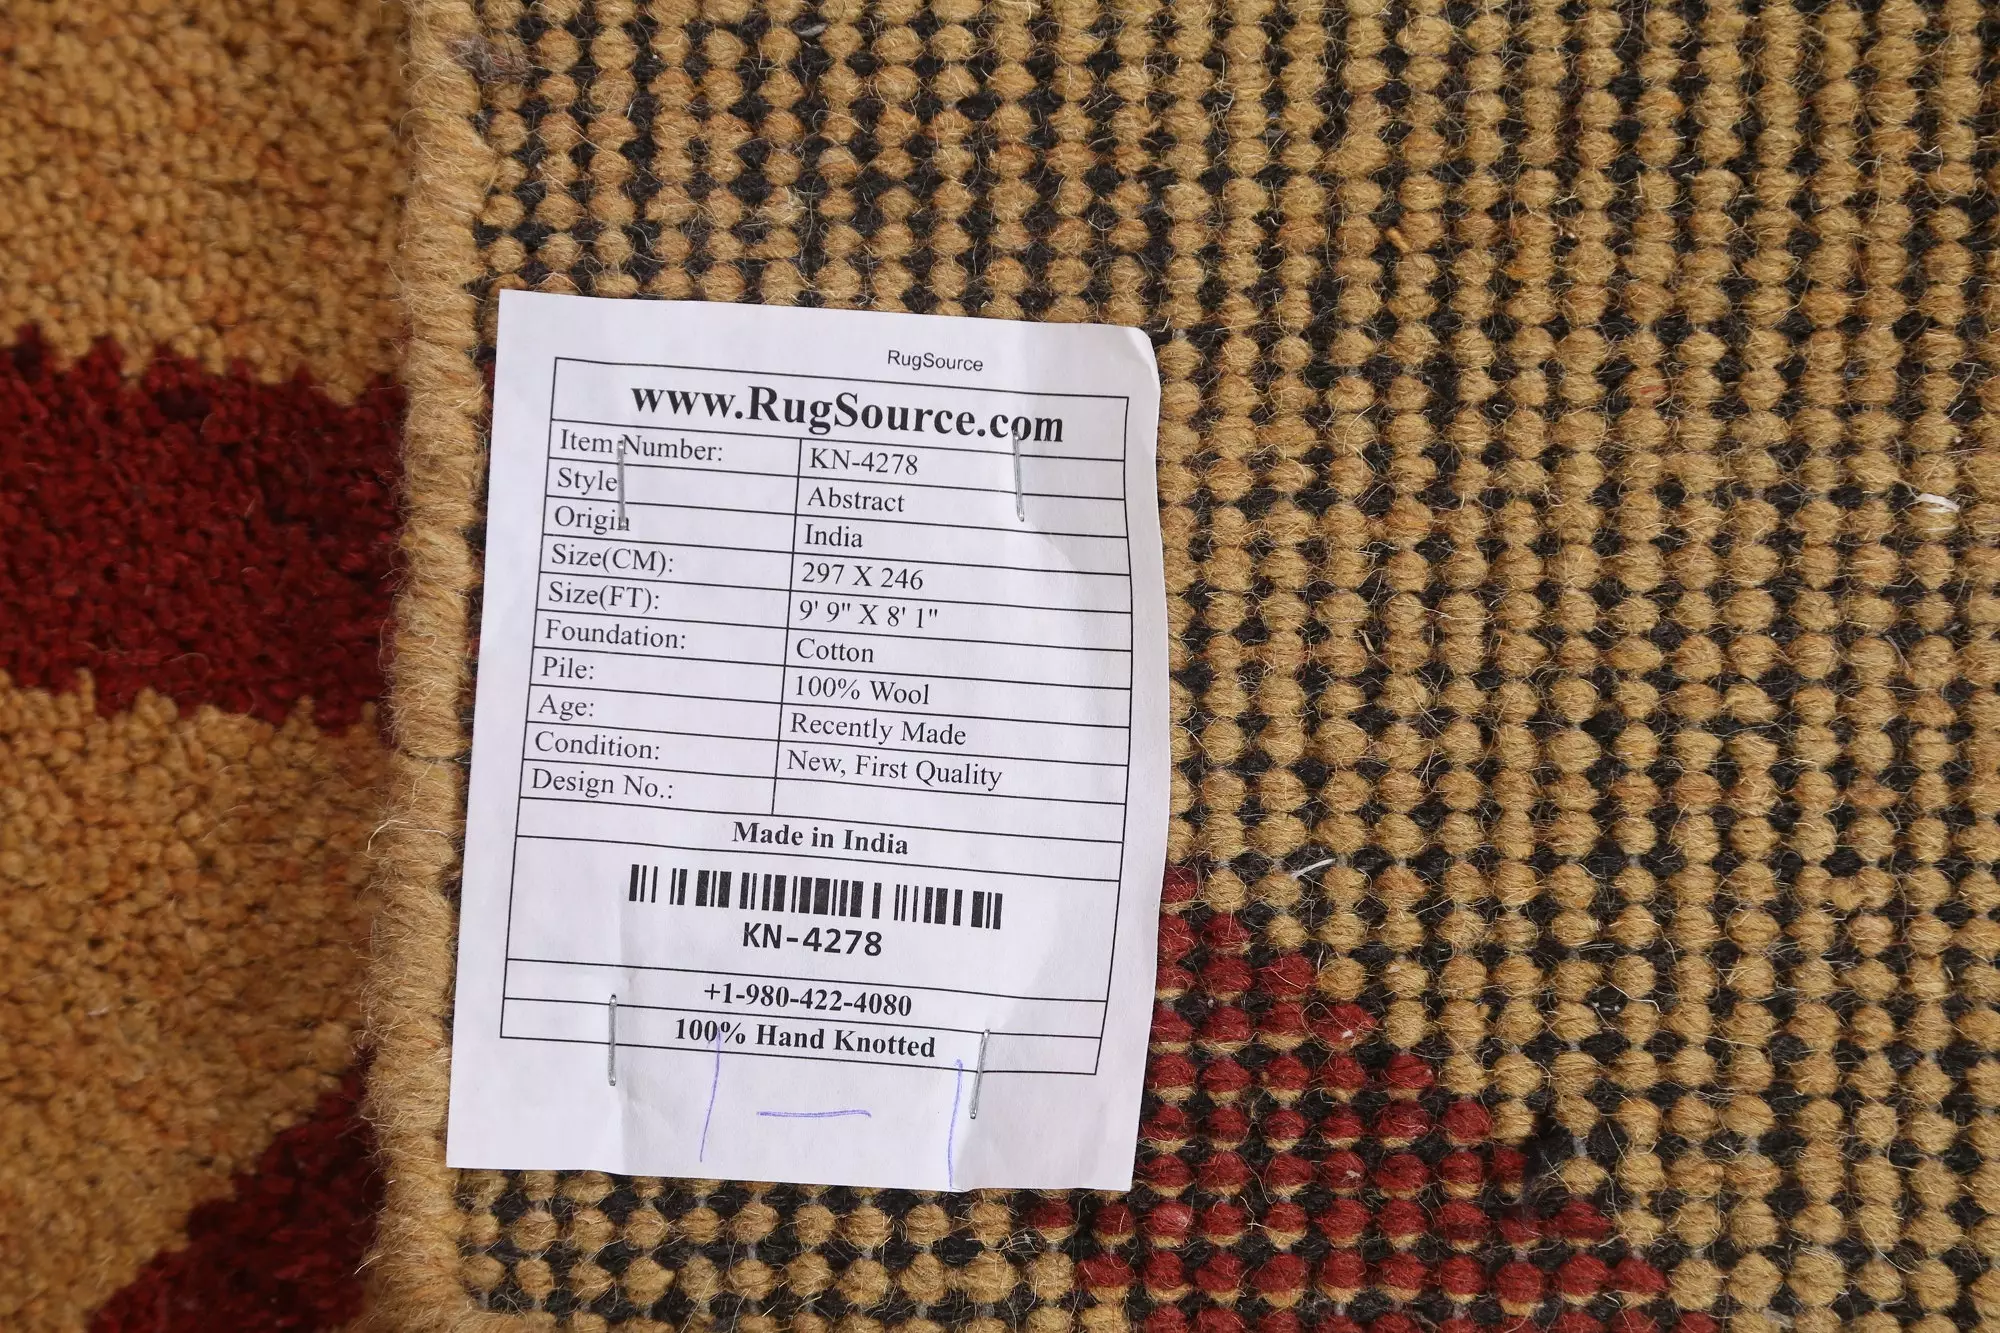 RugSource
www.RugSource.com
Item Number: KN-4278
Style Abstract
Origin India
Size(CM): 297 X 246
Size(FT): 9' 9" X 8' 1"
Foundation: Cotton
Pile: 100% Wool
Age: Recently Made
Condition: New, First Quality
Design No.:
Made in India
KN-4278
+1-980-422-4080
100% Hand Knotted
1 - 1